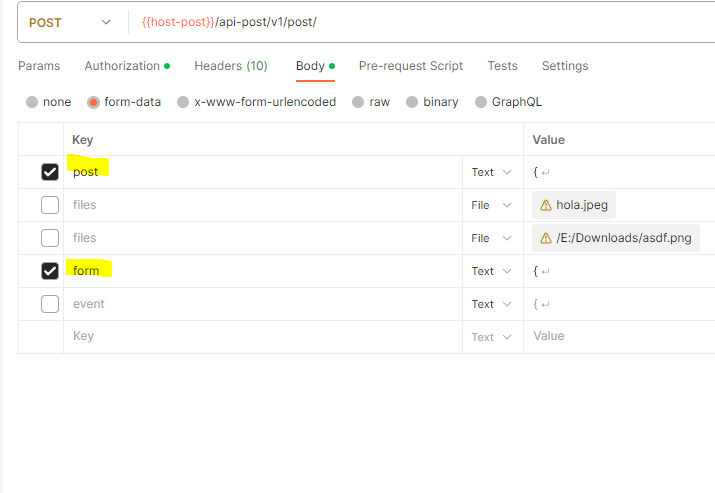 POST {{host-post}}/api-post/v1/post/
Params Authorization Headers (10) Body Pre-request Script Tests Settings
none form-data x-www-form-urlencoded raw binary GraphQL
Key Value
post Text {
files File hola.jpeg
files File /E:/Downloads/asdf.png
form Text {
event Text {
Key Text Value